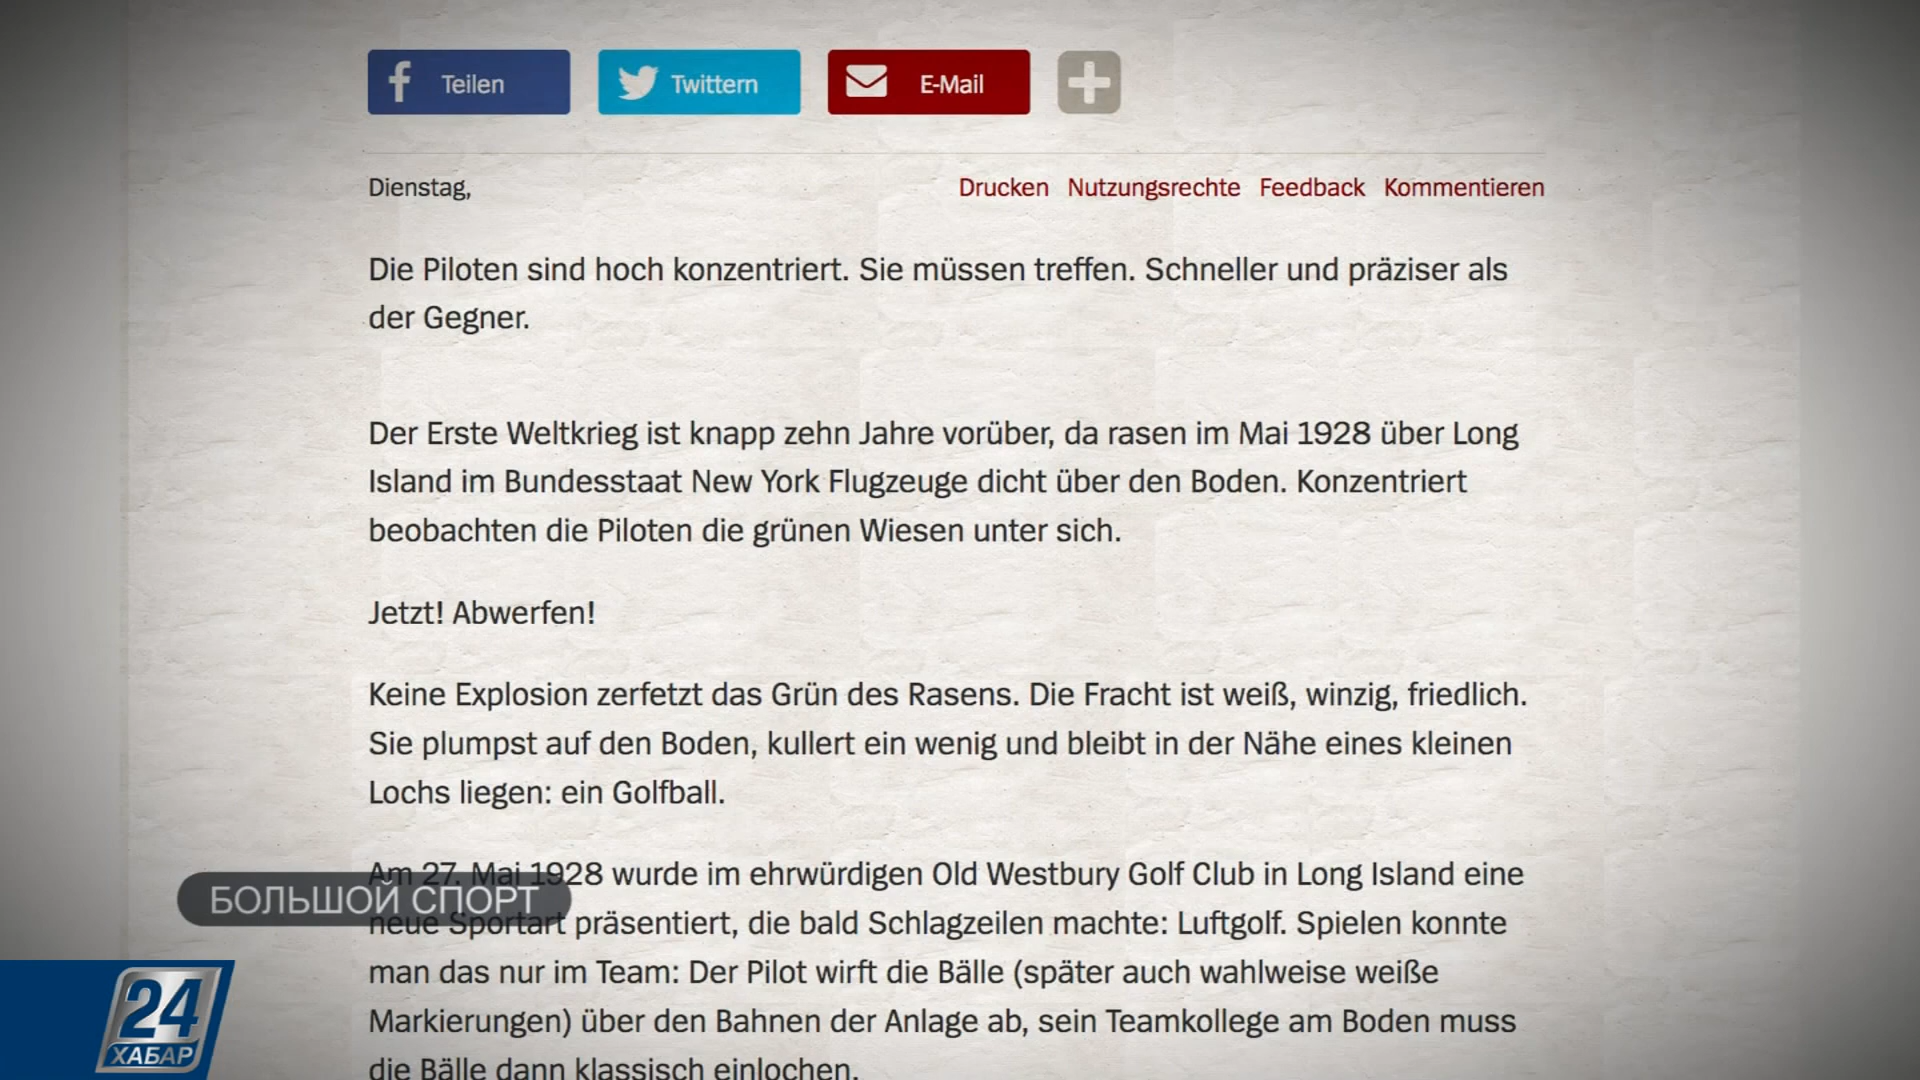 Teilen
Twittern
E-Mail
Dienstag,
Drucken Nutzungsrechte Feedback Kommentieren
Die Piloten sind hoch konzentriert. Sie müssen treffen. Schneller und präziser als
der Gegner.
Der Erste Weltkrieg ist knapp zehn Jahre vorüber, da rasen im Mai 1928 über Long
Island im Bundesstaat New York Flugzeuge dicht über den Boden. Konzentriert
beobachten die Piloten die grünen Wiesen unter sich.
Jetzt! Abwerfen!
Keine Explosion zerfetzt das Grün des Rasens. Die Fracht ist weiß, winzig, friedlich.
Sie plumpst auf den Boden, kullert ein wenig und bleibt in der Nähe eines kleinen
Lochs liegen: ein Golfball.
Am 27. Mai 1928 wurde im ehrwürdigen Old Westbury Golf Club in Long Island eine
БОЛЬШОЙ СПОРТ
neue Sportart präsentiert, die bald Schlagzeilen machte: Luftgolf. Spielen konnte
man das nur im Team: Der Pilot wirft die Bälle (später auch wahlweise weiße
Markierungen) über den Bahnen der Anlage ab, sein Teamkollege am Boden muss
die Bälle dann klassisch einlochen.
24
ХАБАР